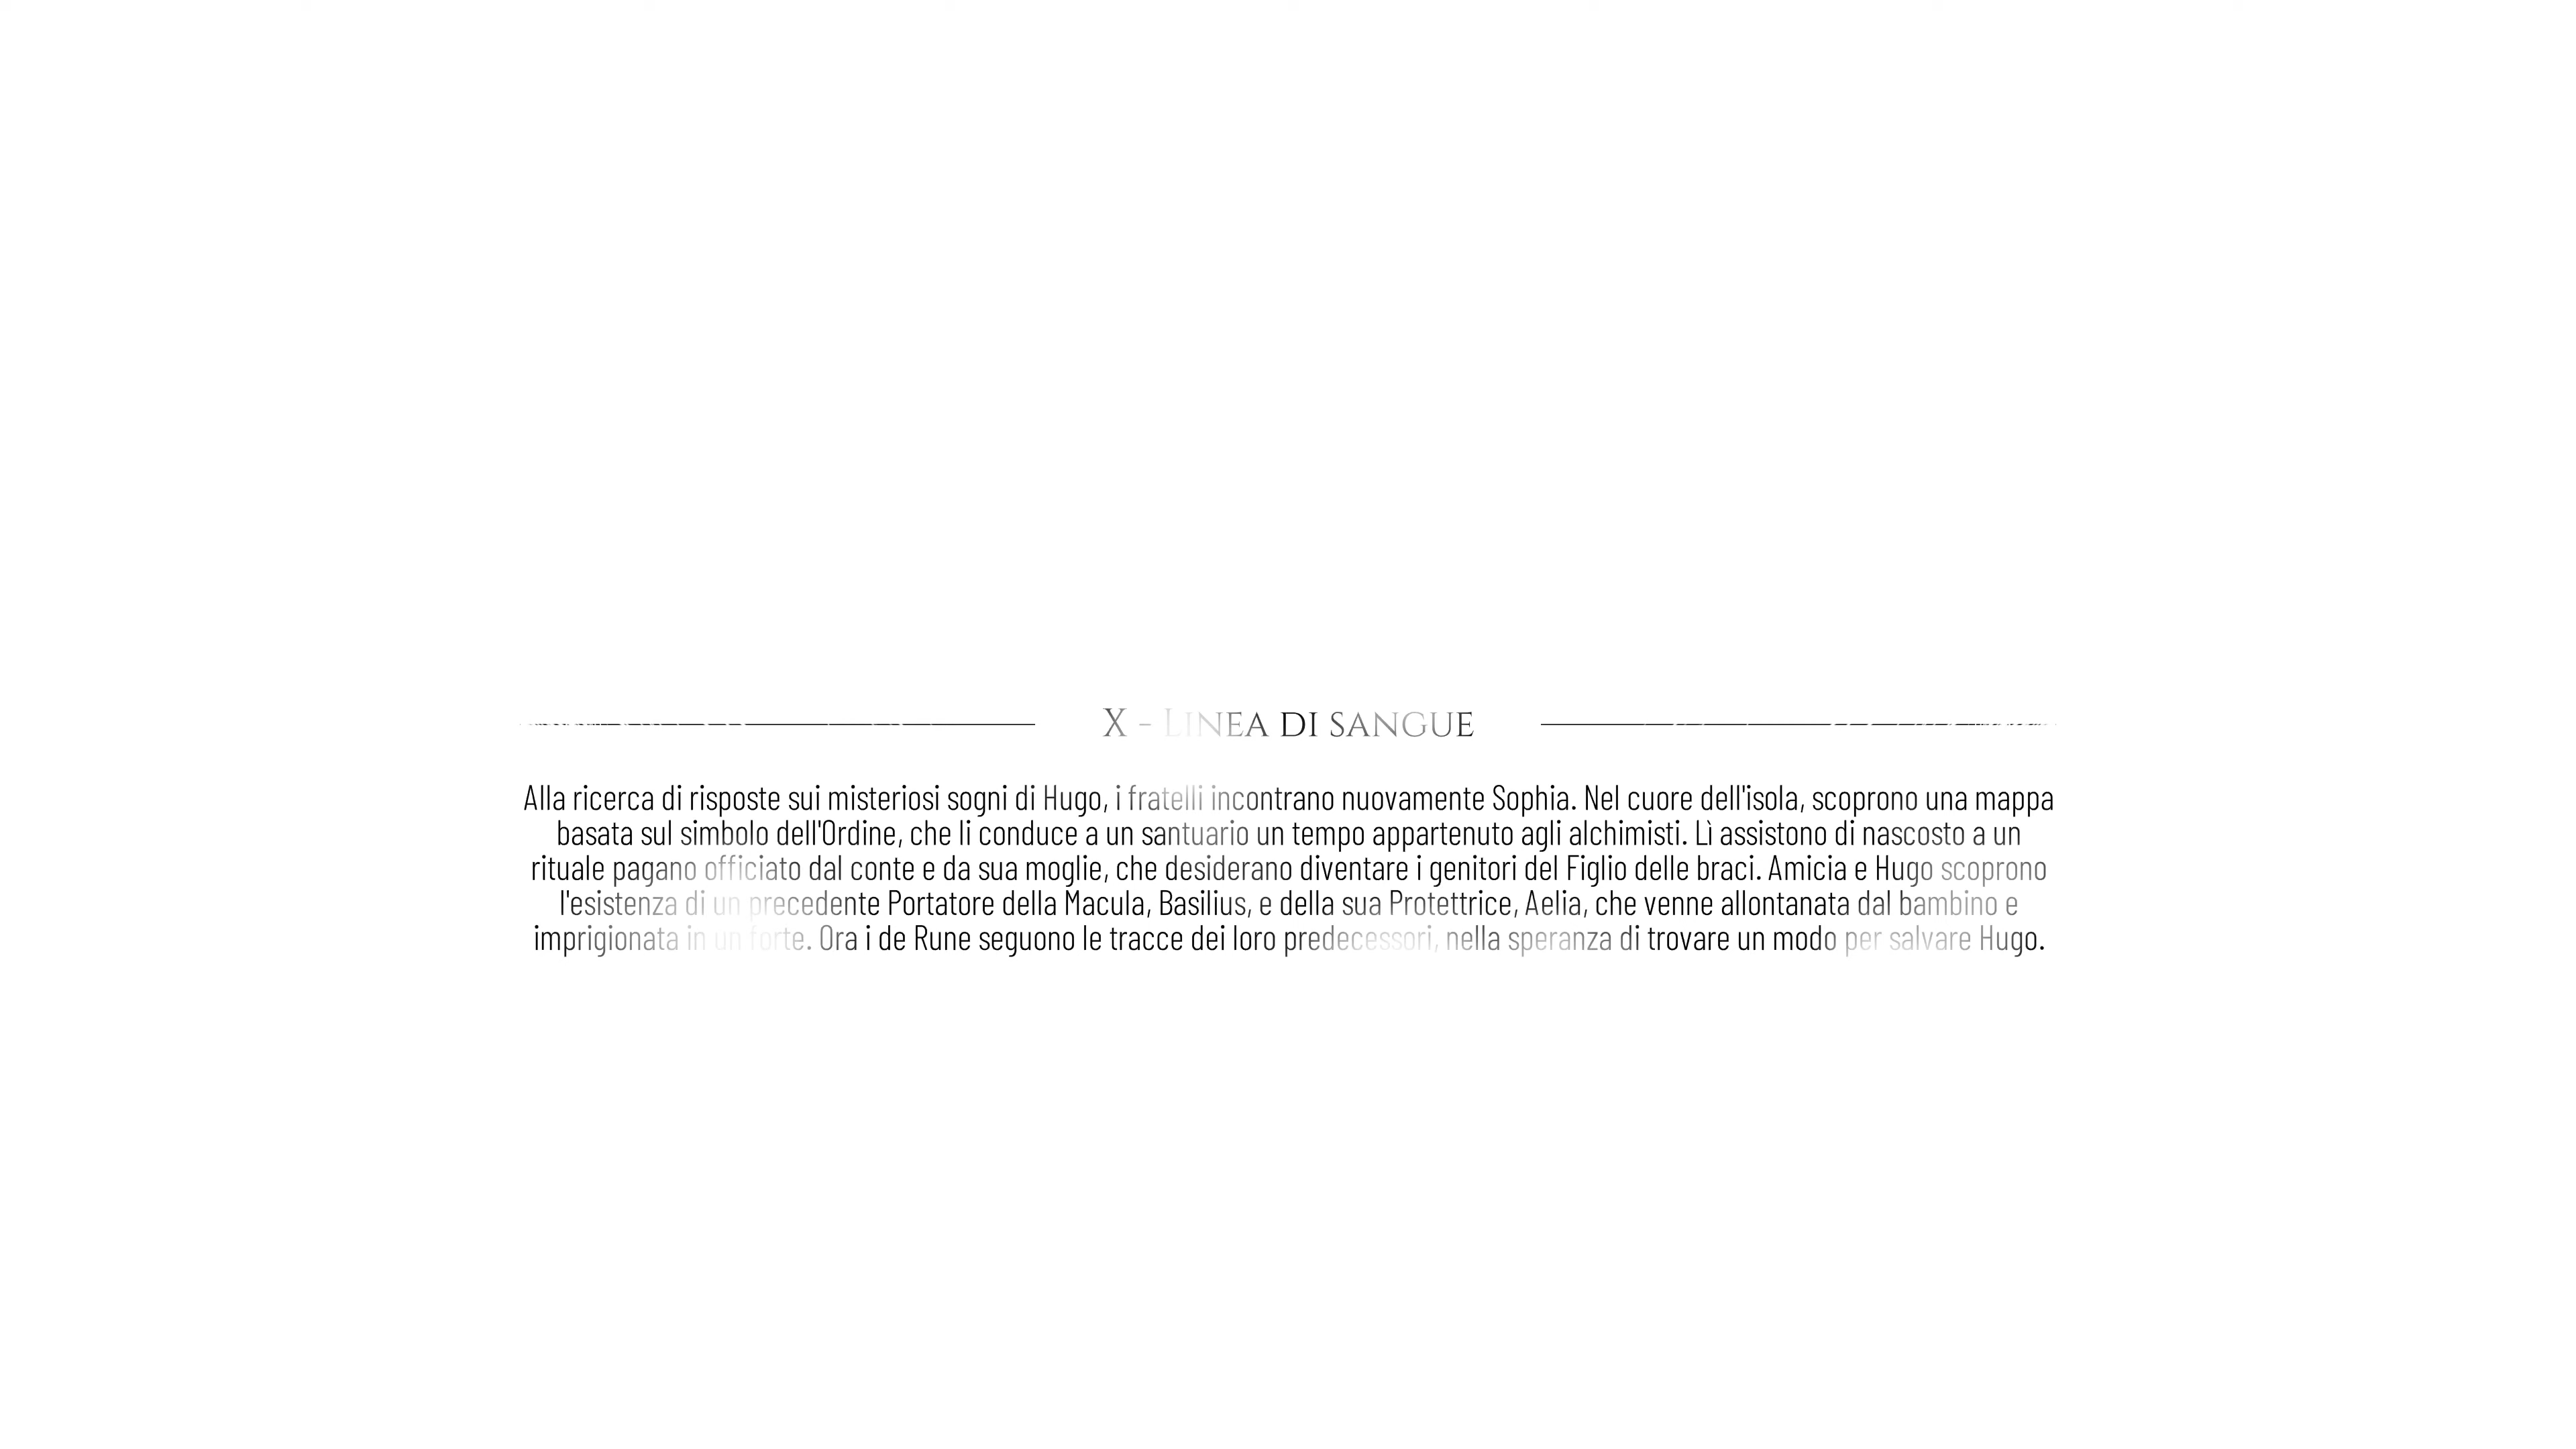 X - Linea di sangue
Alla ricerca di risposte sui misteriosi sogni di Hugo, i fratelli incontrano nuovamente Sophia. Nel cuore dell'isola, scoprono una mappa
basata sul simbolo dell'Ordine, che li conduce a un santuario un tempo appartenuto agli alchimisti. Lì assistono di nascosto a un
rituale pagano officiato dal conte e da sua moglie, che desiderano diventare i genitori del Figlio delle braci. Amicia e Hugo scoprono
l'esistenza di un precedente Portatore della Macula, Basilius, e della sua Protettrice, Aelia, che venne allontanata dal bambino e
imprigionata in un forte. Ora i de Rune seguono le tracce dei loro predecessori, nella speranza di trovare un modo per salvare Hugo.